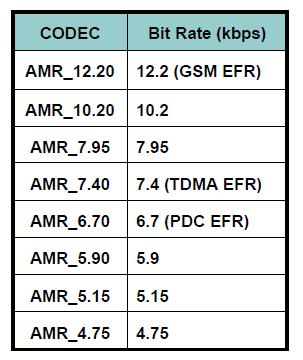 CODEC Bit Rate (kbps)
AMR_12.20 12.2 (GSM EFR)
AMR_10.20 10.2
AMR_7.95 7.95
AMR_7.40 7.4 (TDMA EFR)
AMR_6.70 6.7 (PDC EFR)
AMR_5.90 5.9
AMR_5.15 5.15
AMR_4.75 4.75